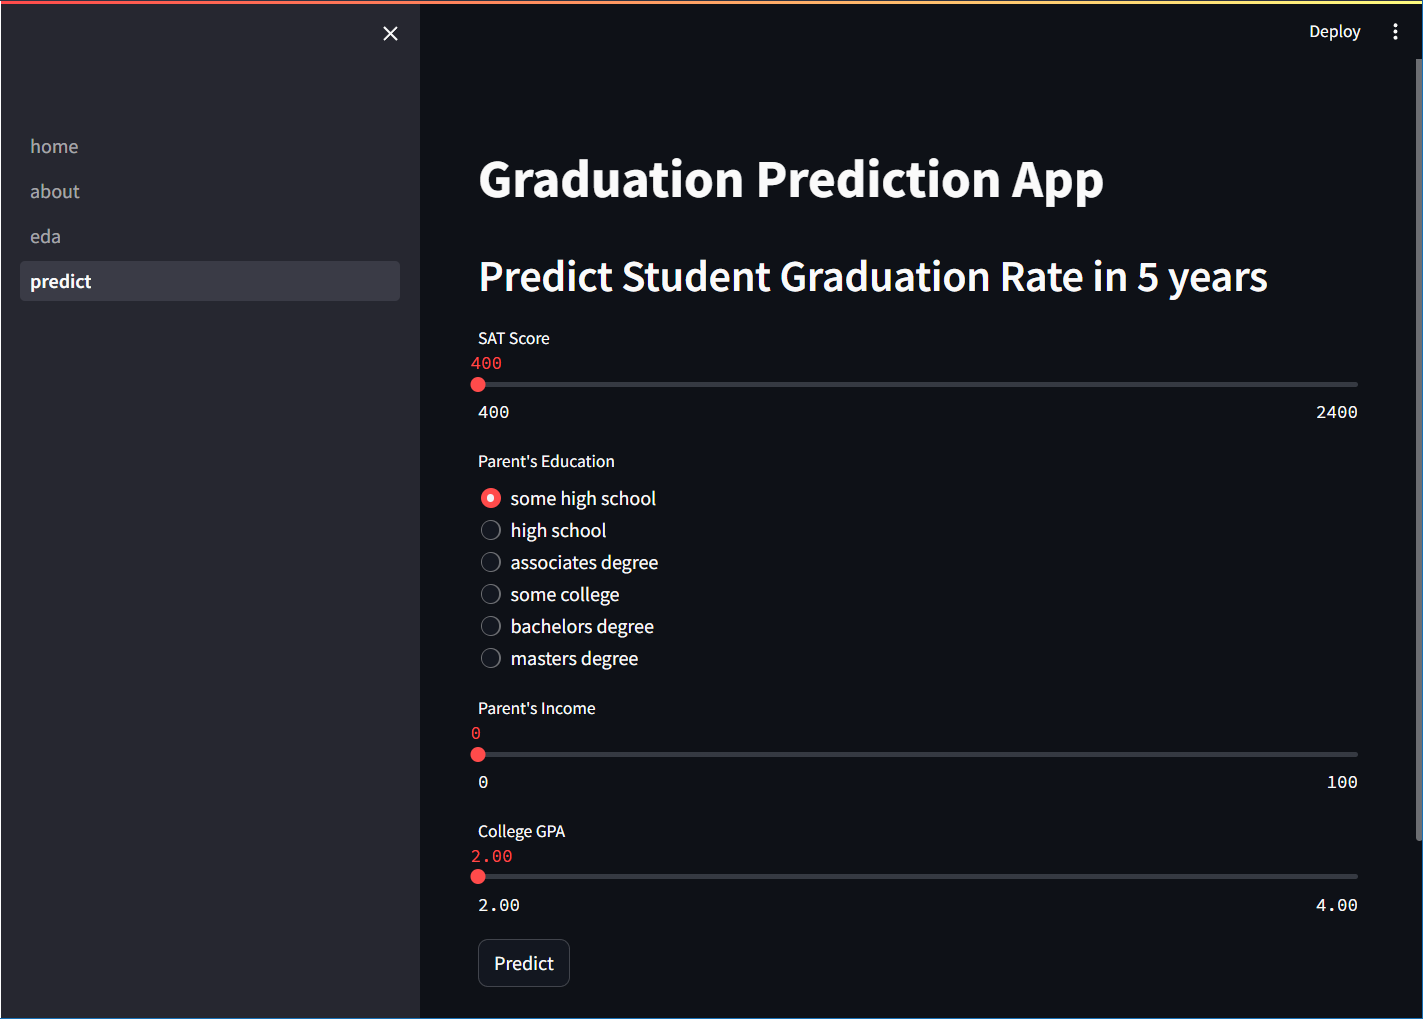 Deploy
home
about
eda
predict
Graduation Prediction App
Predict Student Graduation Rate in 5 years
SAT Score
400
400 2400
Parent's Education
some high school
high school
associates degree
some college
bachelors degree
masters degree
Parent's Income
0
0 100
College GPA
2.00
2.00 4.00
Predict